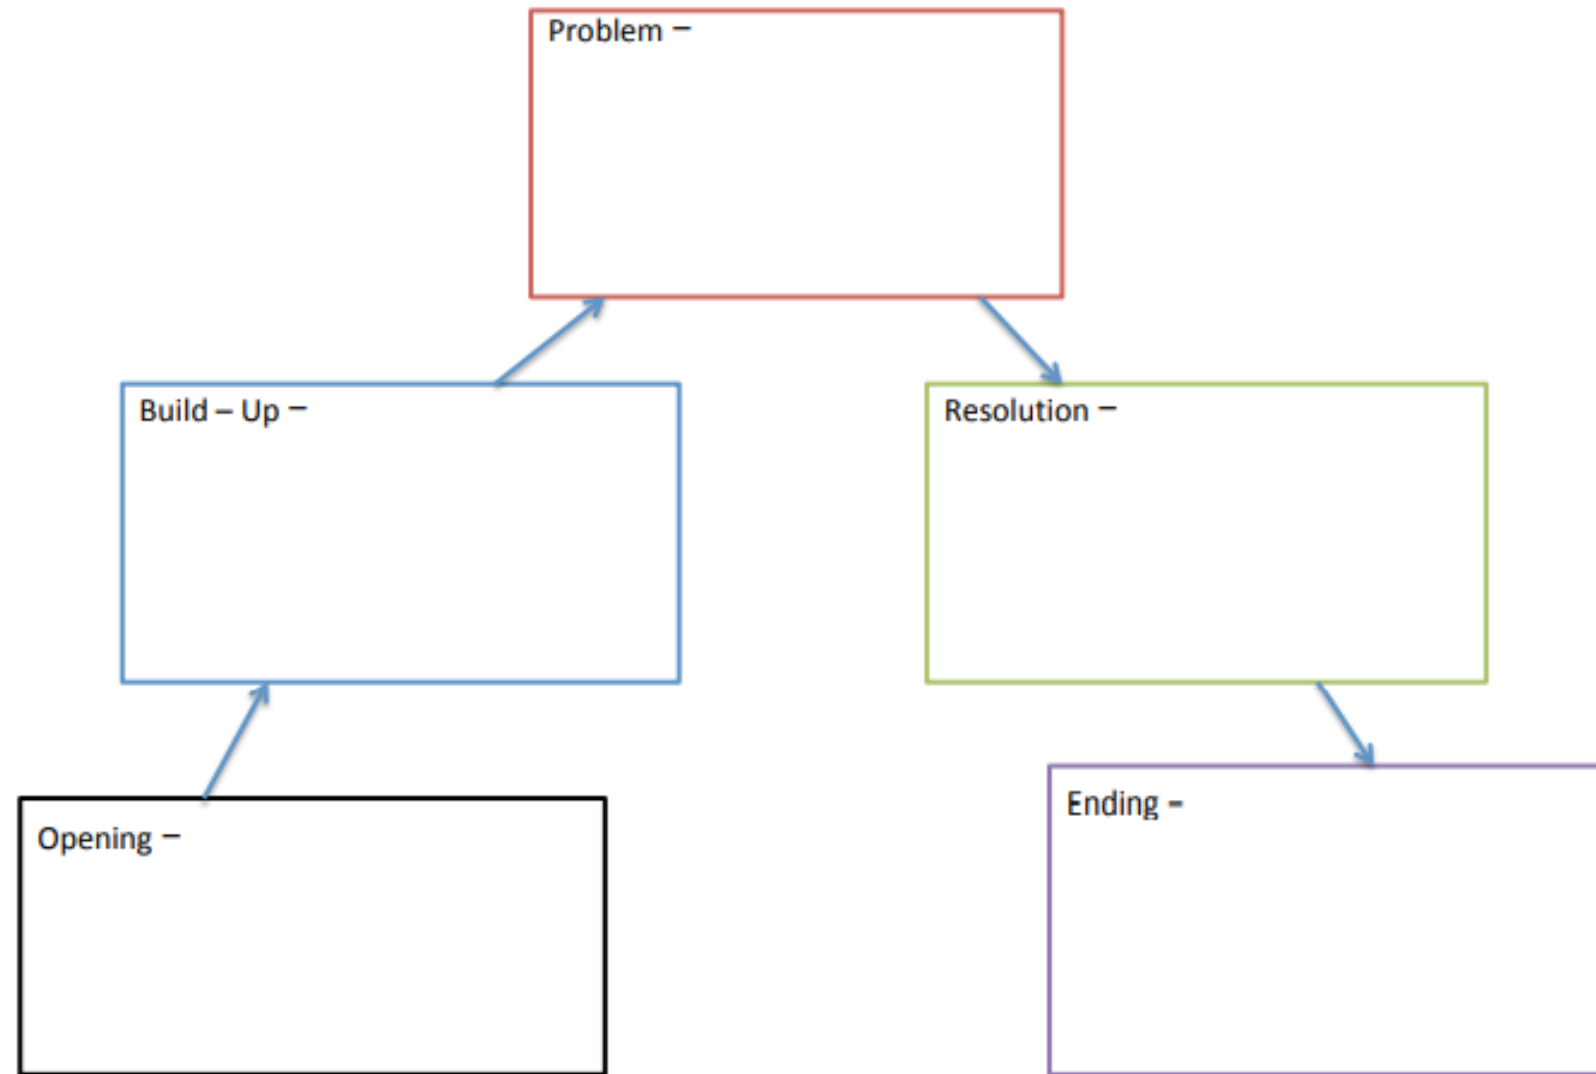 Problem –
Build – Up –
Resolution –
Opening –
Ending –